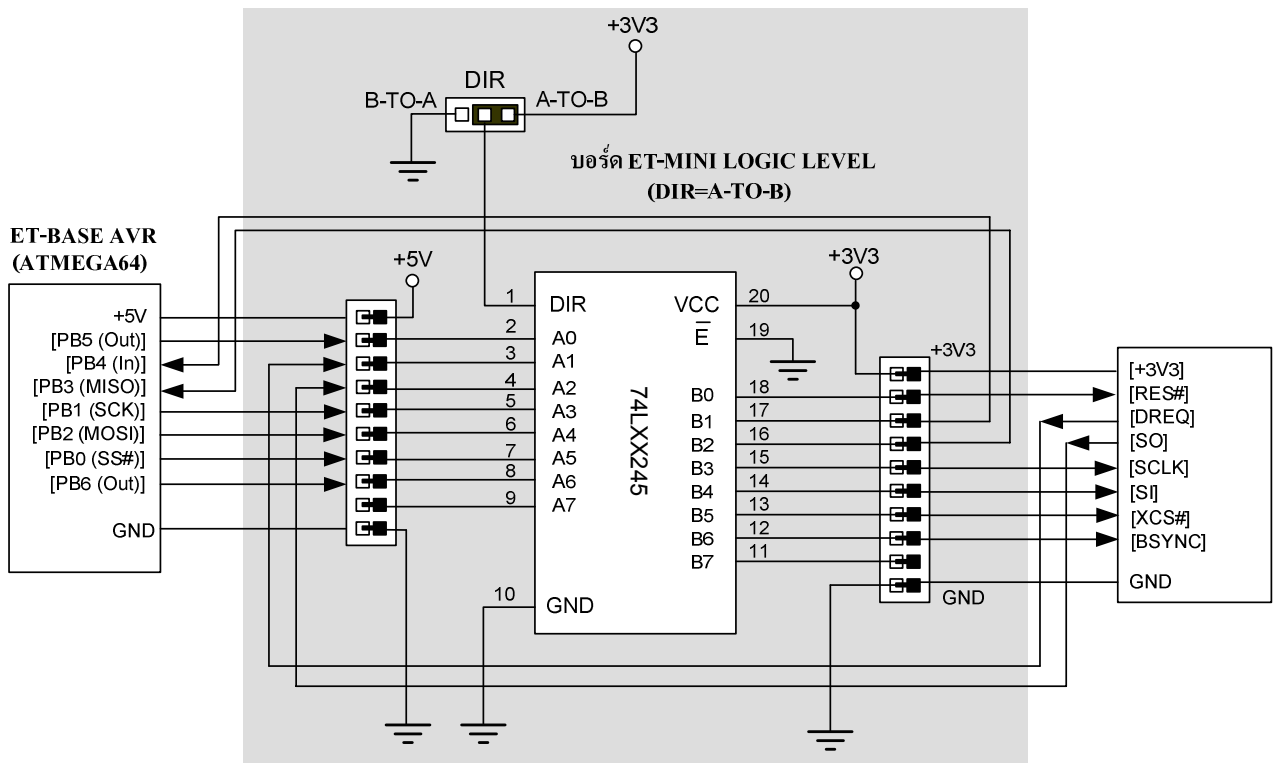 +3V3
DIR
B-TO-A
A-TO-B
บอร์ด ET-MINI LOGIC LEVEL
(DIR=A-TO-B)
ET-BASE AVR
(ATMEGA64)
+5V
[PB5 (Out)]
[PB4 (In)]
[PB3 (MISO)]
[PB1 (SCK)]
[PB2 (MOSI)]
[PB0 (SS#)]
[PB6 (Out)]
GND
+5V
1
2
3
4
5
6
7
8
9
10
DIR
A0
A1
A2
A3
A4
A5
A6
A7
GND
74LXX245
VCC
E
B0
B1
B2
B3
B4
B5
B6
B7
20
19
18
17
16
15
14
13
12
11
+3V3
+3V3
GND
[+3V3]
[RES#]
[DREQ]
[SO]
[SCLK]
[SI]
[XCS#]
[BSYNC]
GND